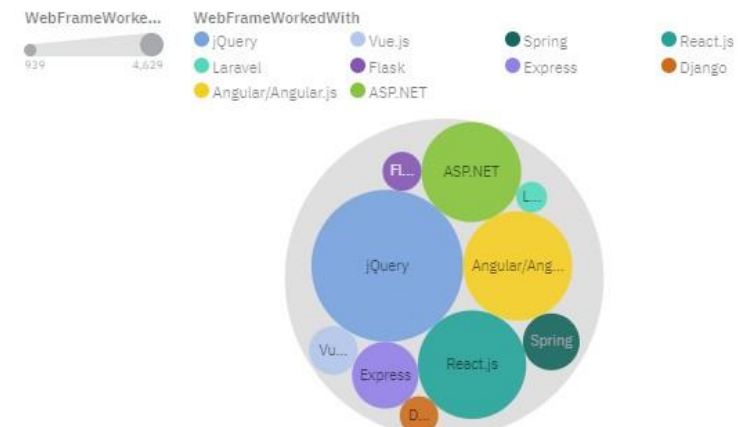 WebFrameWorke... WebFrameWorkedWith
jQuery Vue.js Spring React.js
939 4,629
Laravel Flask Express Django
Angular/Angular.js ASP.NET
Fl... ASP.NET
L...
jQuery Angular/Ang...
Spring
Vu...
React.js
Express
D...